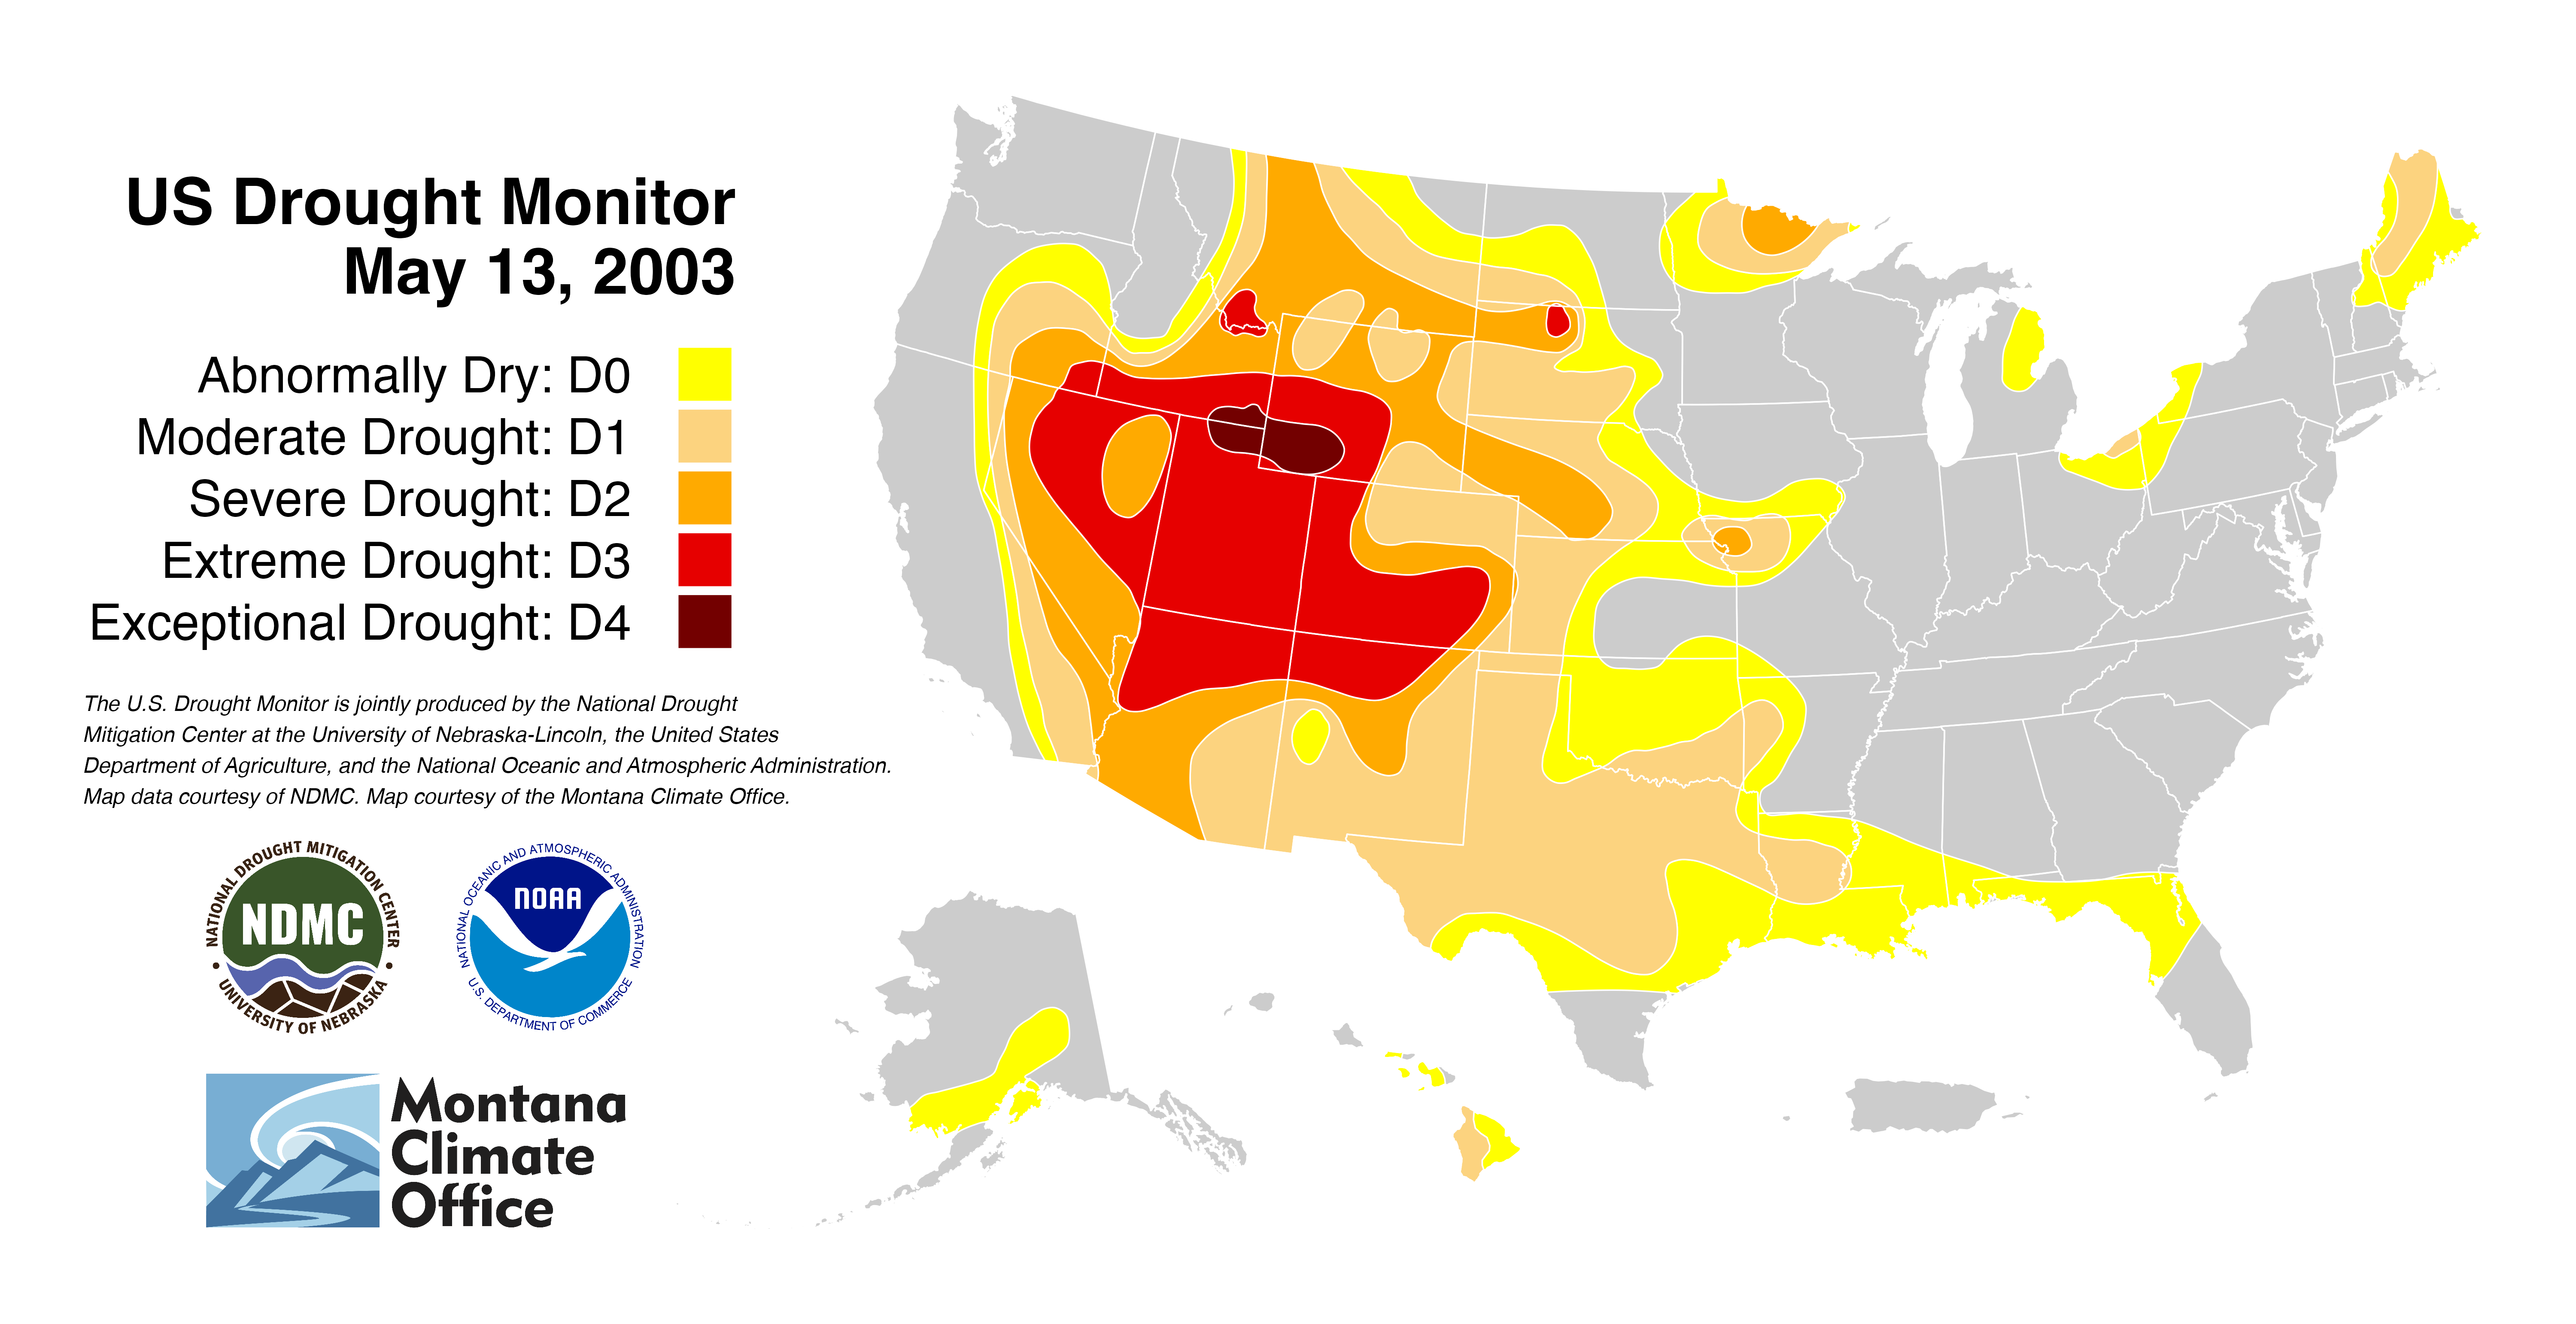 US Drought Monitor
May 13, 2003
Abnormally Dry: D0
Moderate Drought: D1
Severe Drought: D2
Extreme Drought: D3
Exceptional Drought: D4
The U.S. Drought Monitor is jointly produced by the National Drought
Mitigation Center at the University of Nebraska-Lincoln, the United States
Department of Agriculture, and the National Oceanic and Atmospheric Administration.
Map data courtesy of NDMC. Map courtesy of the Montana Climate Office.
NATIONAL DROUGHT MITIGATION CENTER
NDMC
• UNIVERSITY OF NEBRASKA •
NATIONAL OCEANIC AND ATMOSPHERIC ADMINISTRATION
NOAA
U.S. DEPARTMENT OF COMMERCE
Montana
Climate
Office